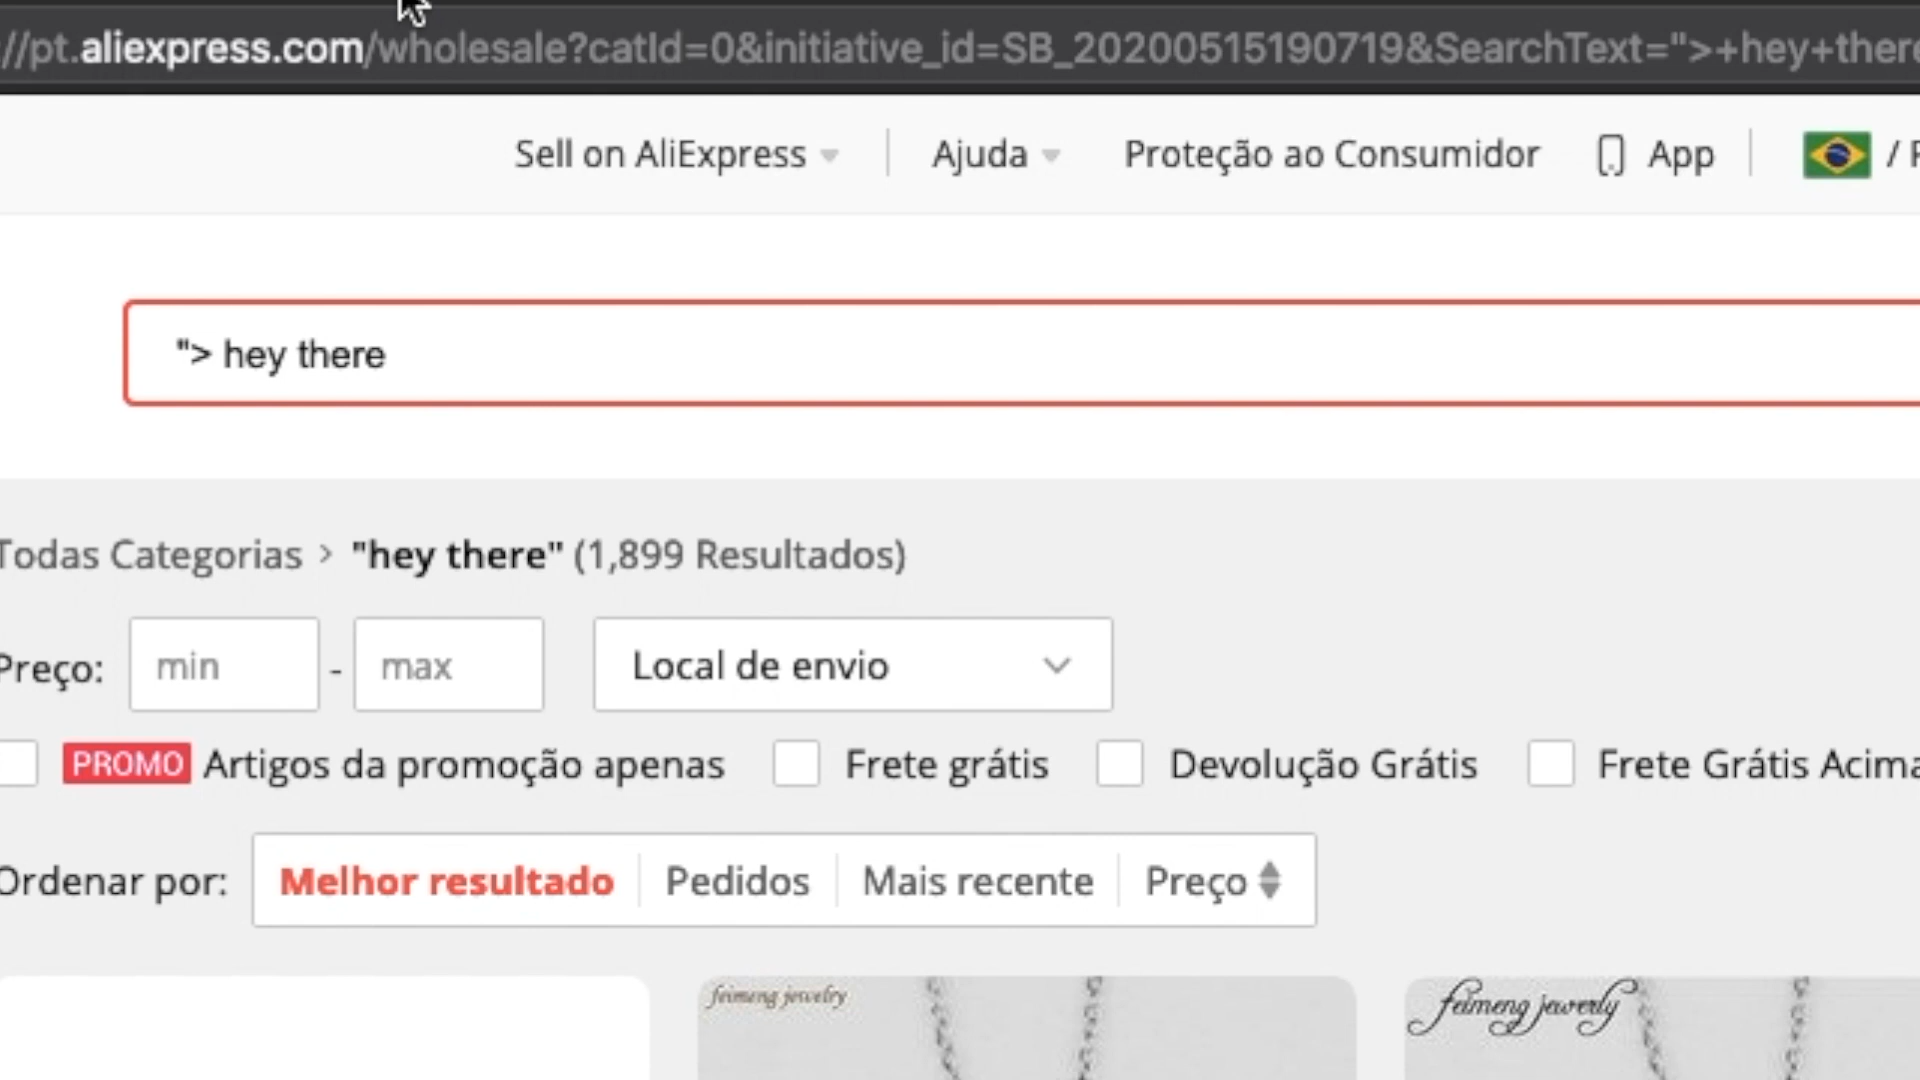 //pt.aliexpress.com/wholesale?catId=0&initiative_id=SB_20200515190719&SearchText=">+hey+there
Sell on AliExpress Ajuda Proteção ao Consumidor App /
"> hey there
Todas Categorias > "hey there" (1,899 Resultados)
Preço: min - max Local de envio
PROMO Artigos da promoção apenas Frete grátis Devolução Grátis Frete Grátis Acima
Ordenar por: Melhor resultado Pedidos Mais recente Preço
feimeng jewelry feimeng jewerly